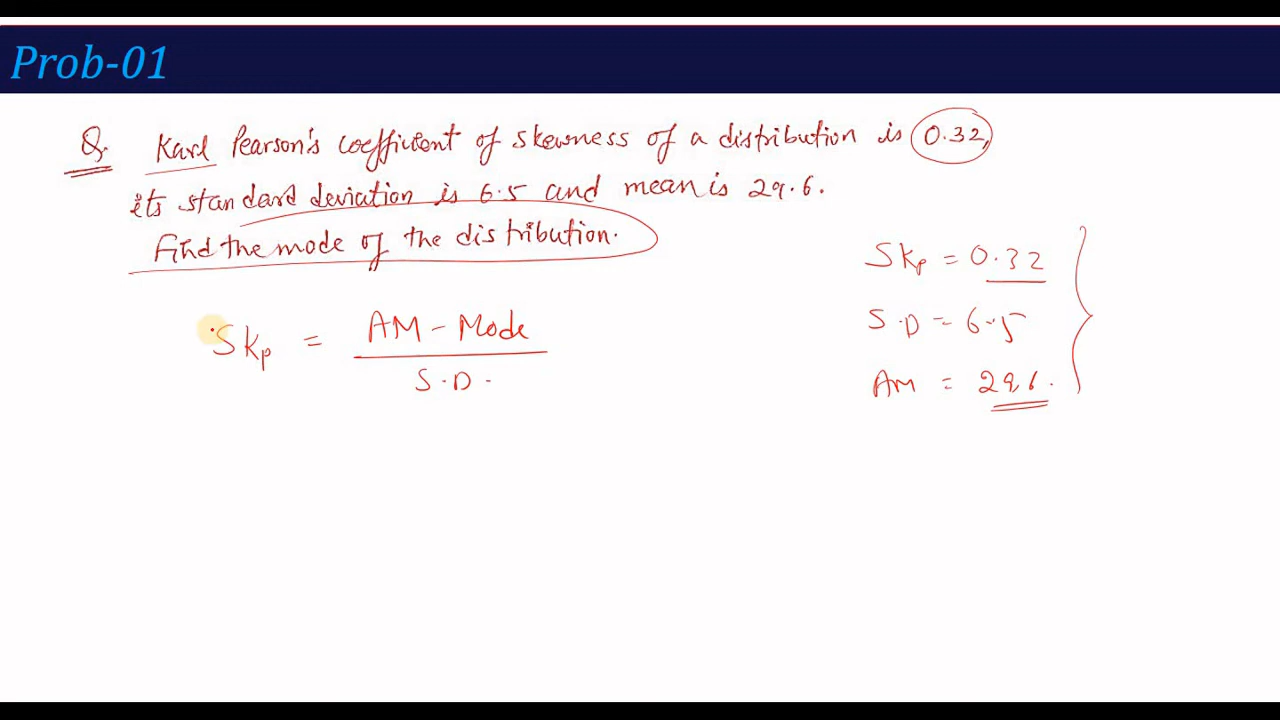 Prob-01
Q. Karl Pearson's coefficient of skewness of a distribution is 0.32,
its standard deviation is 6.5 and mean is 29.6.
Find the mode of the distribution.
Skp = 0.32
S.D = 6.5
AM = 29.6.
Skp = AM - Mode
S.D.